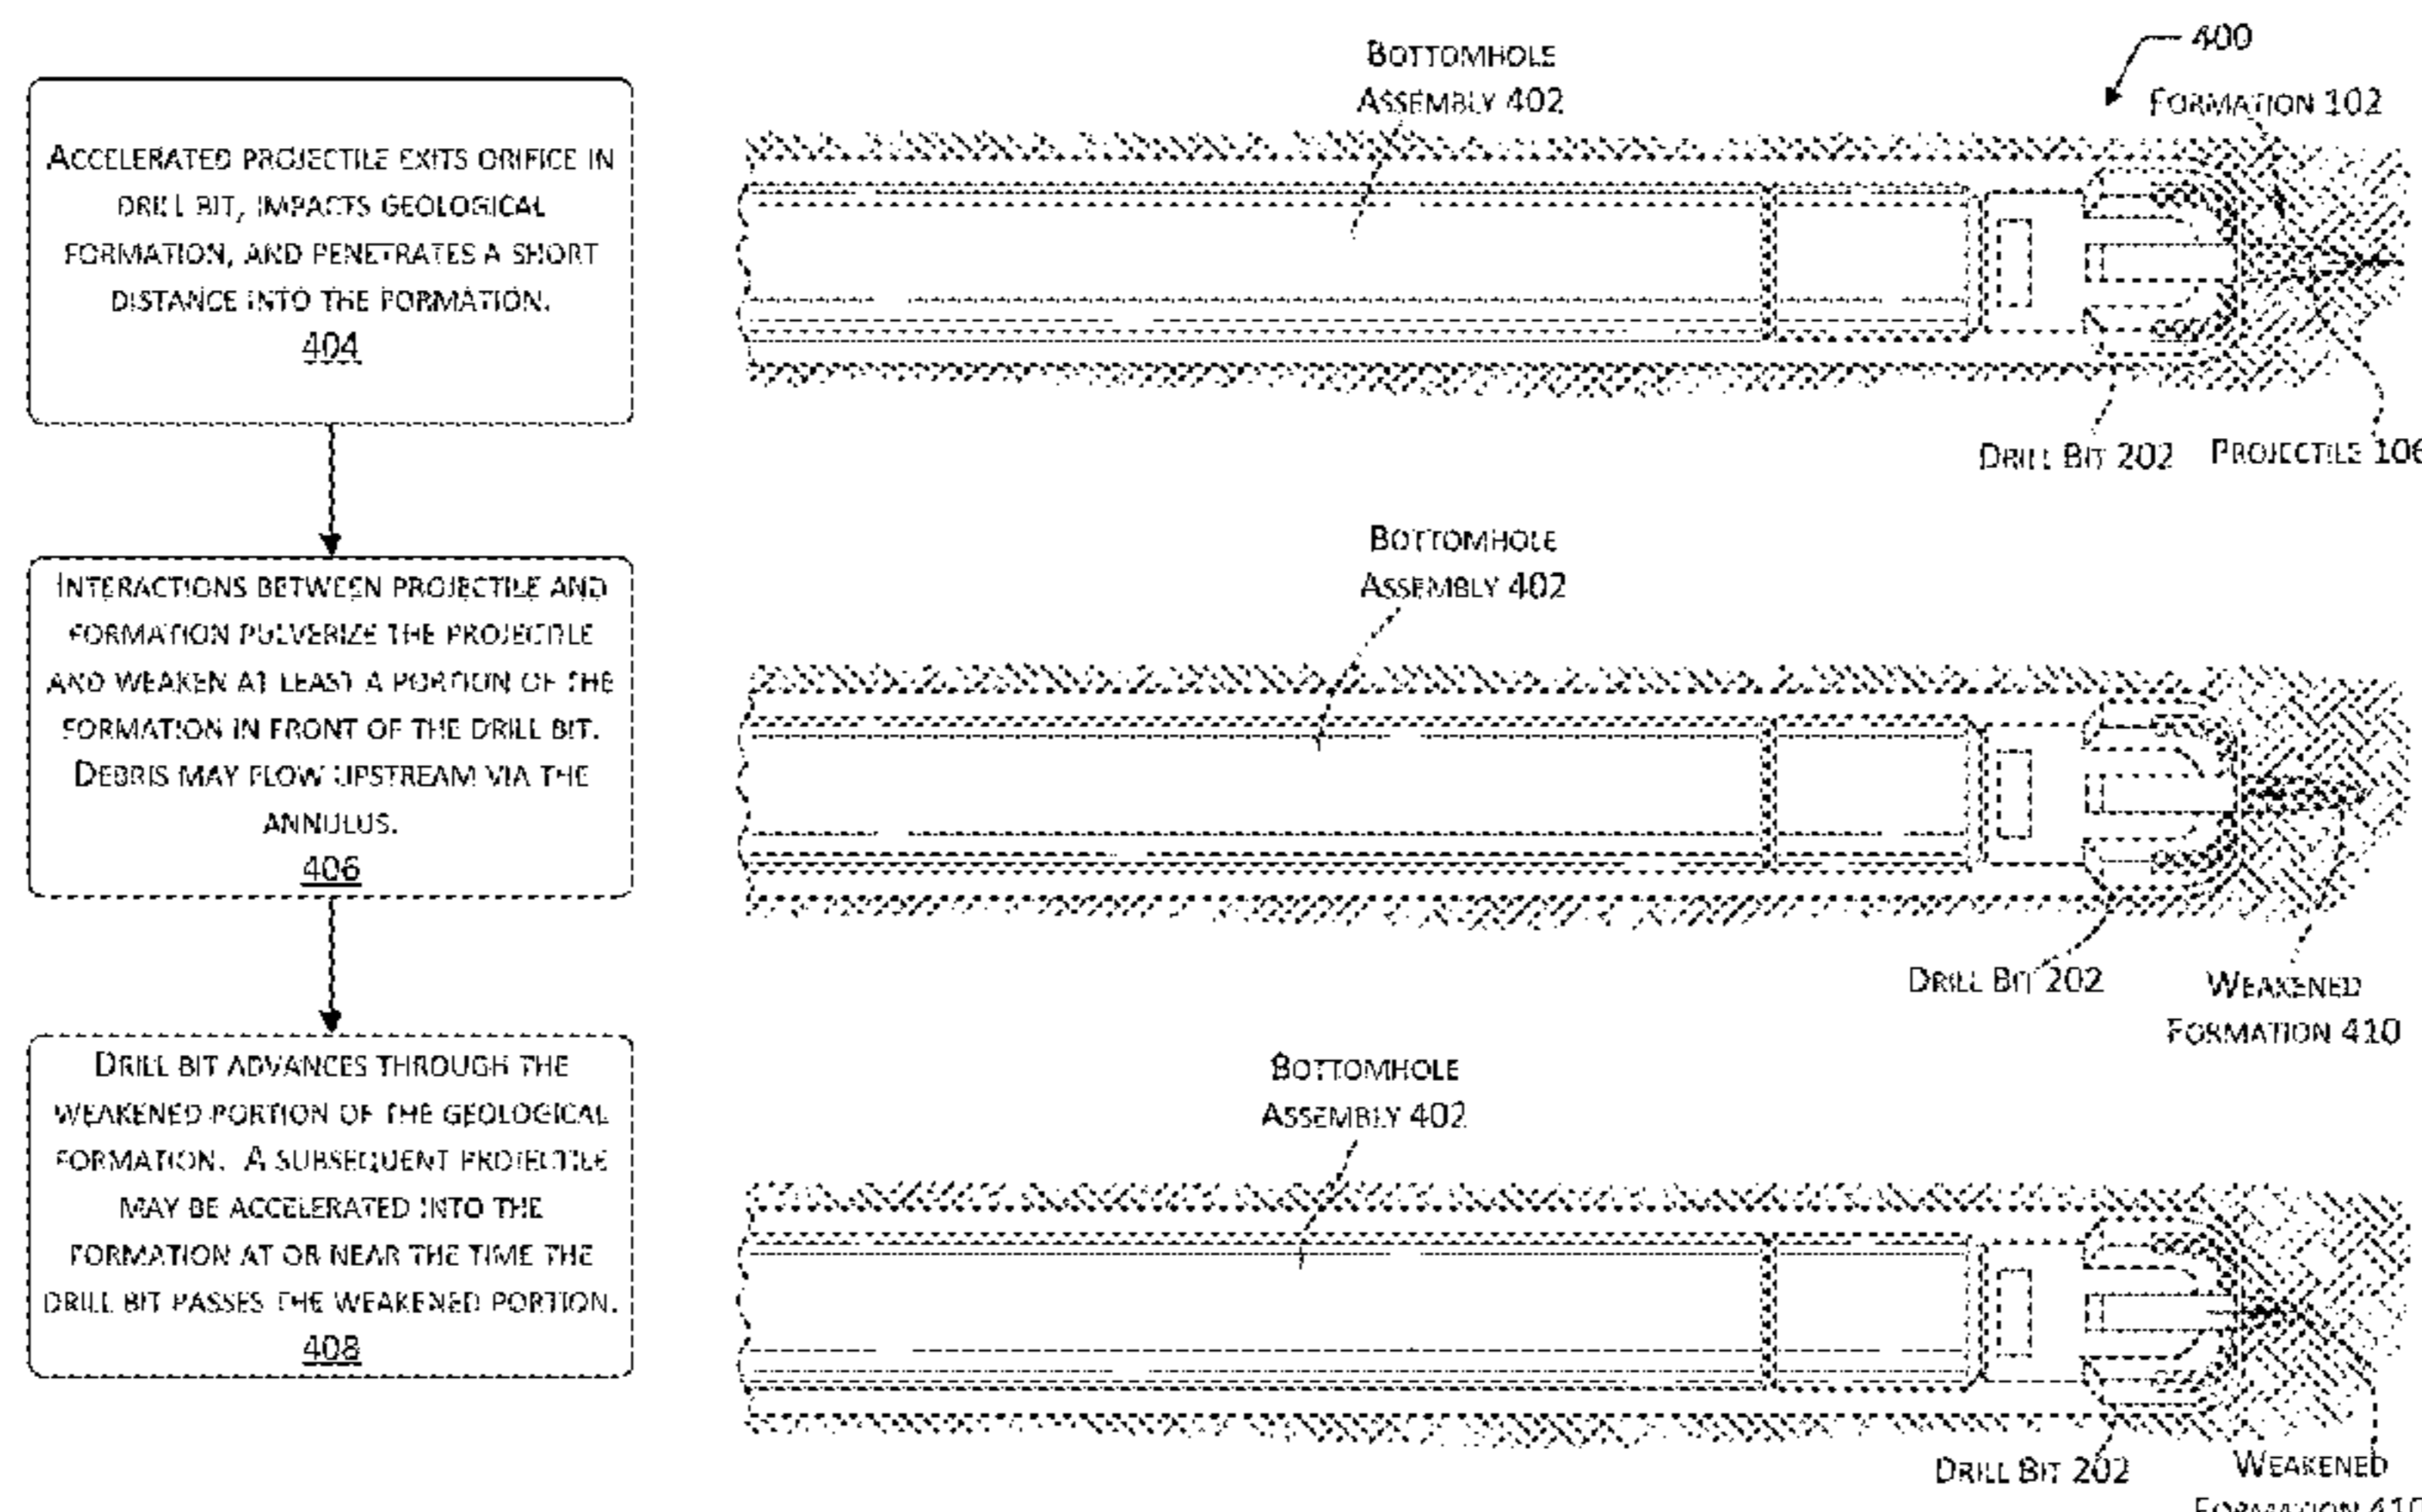 ACCELERATED PROJECTILE EXITS ORIFICE IN
DRILL BIT, IMPACTS GEOLOGICAL
FORMATION, AND PENETRATES A SHORT
DISTANCE INTO THE FORMATION.
404
INTERACTIONS BETWEEN PROJECTILE AND
FORMATION PULVERIZE THE PROJECTILE
AND WEAKEN AT LEAST A PORTION OF THE
FORMATION IN FRONT OF THE DRILL BIT.
DEBRIS MAY FLOW UPSTREAM VIA THE
ANNULUS.
406
DRILL BIT ADVANCES THROUGH THE
WEAKENED PORTION OF THE GEOLOGICAL
FORMATION. A SUBSEQUENT PROJECTILE
MAY BE ACCELERATED INTO THE
FORMATION AT OR NEAR THE TIME THE
DRILL BIT PASSES THE WEAKENED PORTION.
408
400
BOTTOMHOLE
ASSEMBLY 402
FORMATION 102
DRILL BIT 202
PROJECTILE 106
BOTTOMHOLE
ASSEMBLY 402
DRILL BIT 202
WEAKENED
FORMATION 410
BOTTOMHOLE
ASSEMBLY 402
DRILL BIT 202
WEAKENED
FORMATION 410